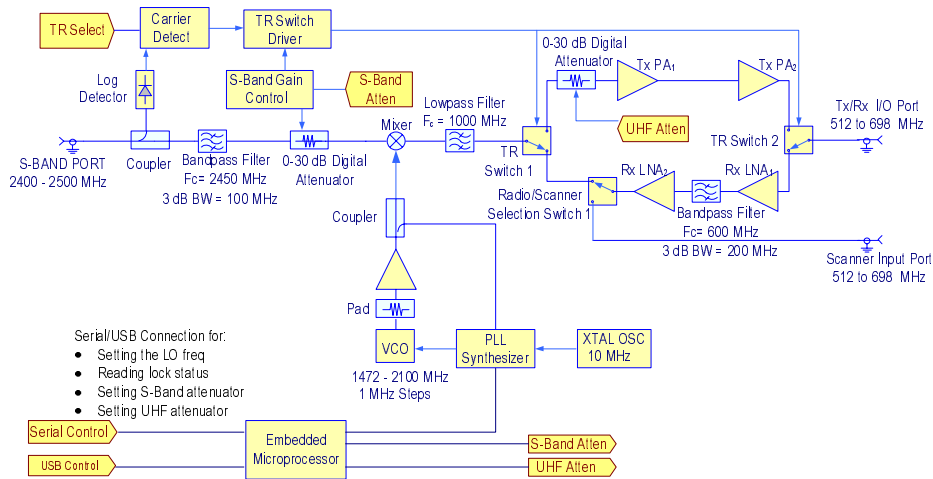 TR Select
Carrier
Detect
TR Switch
Driver
Log
Detector
S-Band Gain
Control
S-Band
Atten
0-30 dB Digital
Attenuator
Tx PA1
Tx PA2
UHF Atten
Lowpass Filter
Fc = 1000 MHz
Mixer
Tx/Rx I/O Port
512 to 698 MHz
S-BAND PORT
2400 - 2500 MHz
Coupler
Bandpass Filter
Fc= 2450 MHz
3 dB BW = 100 MHz
0-30 dB Digital
Attenuator
TR
Switch 1
TR Switch 2
Rx LNA2
Rx LNA1
Radio/Scanner
Selection Switch 1
Bandpass Filter
Fc= 600 MHz
3 dB BW = 200 MHz
Scanner Input Port
512 to 698 MHz
Coupler
Pad
VCO
1472 - 2100 MHz
1 MHz Steps
PLL
Synthesizer
XTAL OSC
10 MHz
Serial/USB Connection for:
• Setting the LO freq
• Reading lock status
• Setting S-Band attenuator
• Setting UHF attenuator
Serial Control
USB Control
Embedded
Microprocessor
S-Band Atten
UHF Atten